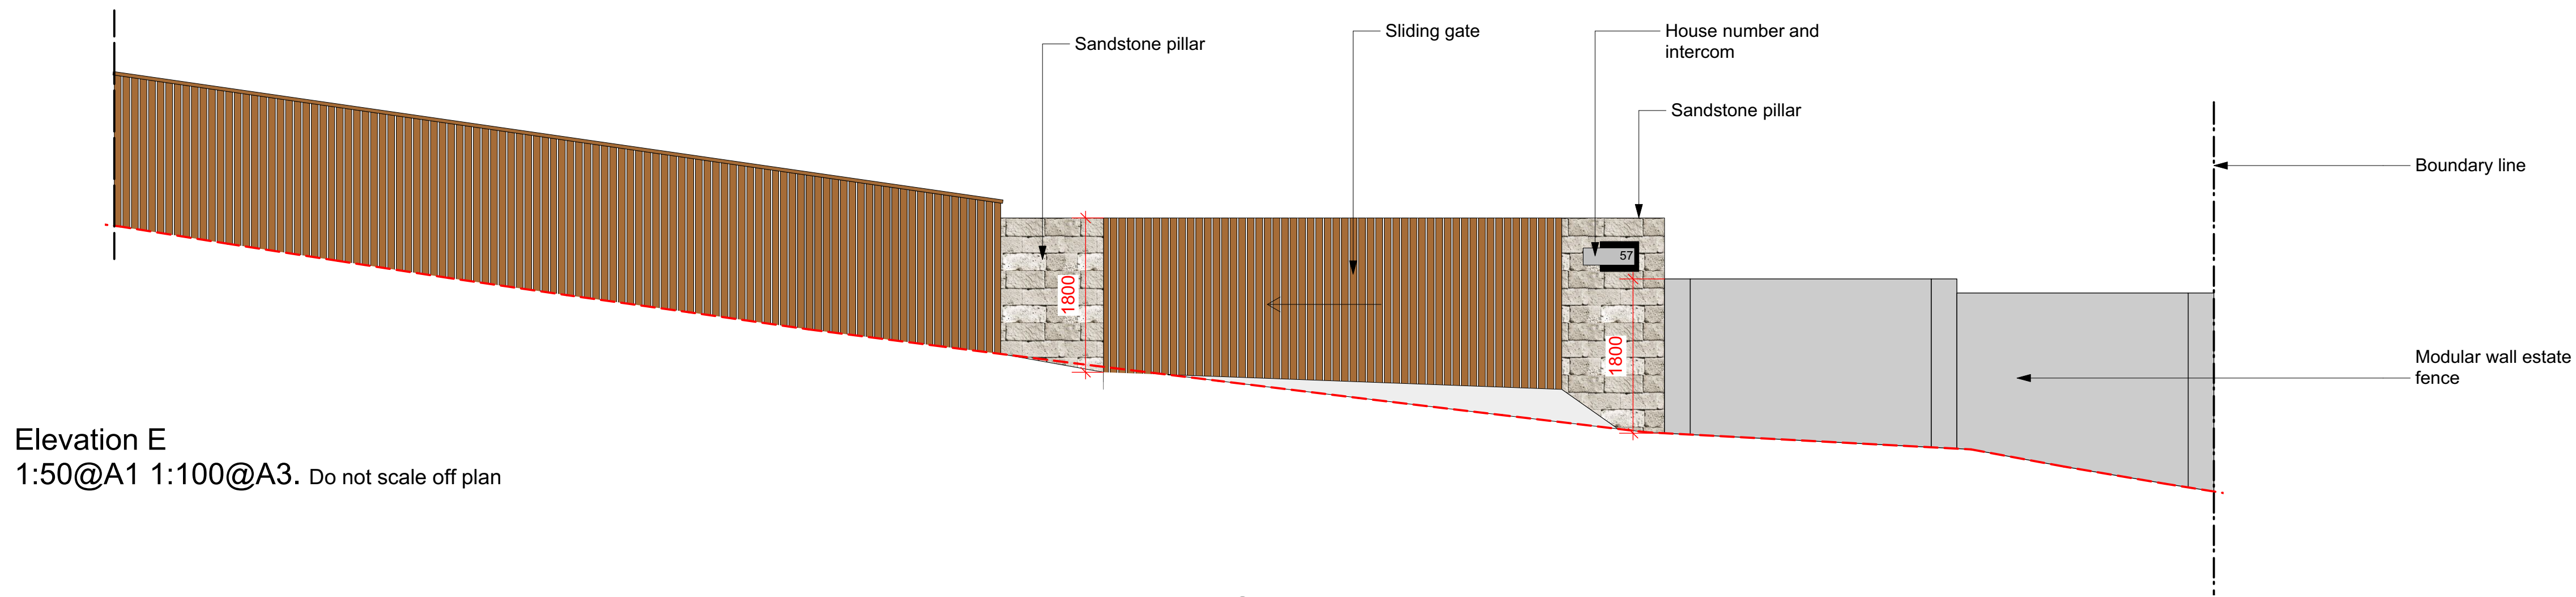 Sandstone pillar
Sliding gate
House number and
intercom
Sandstone pillar
Boundary line
57
1800
1800
Modular wall estate
fence
Elevation E
1:50@A1 1:100@A3. Do not scale off plan